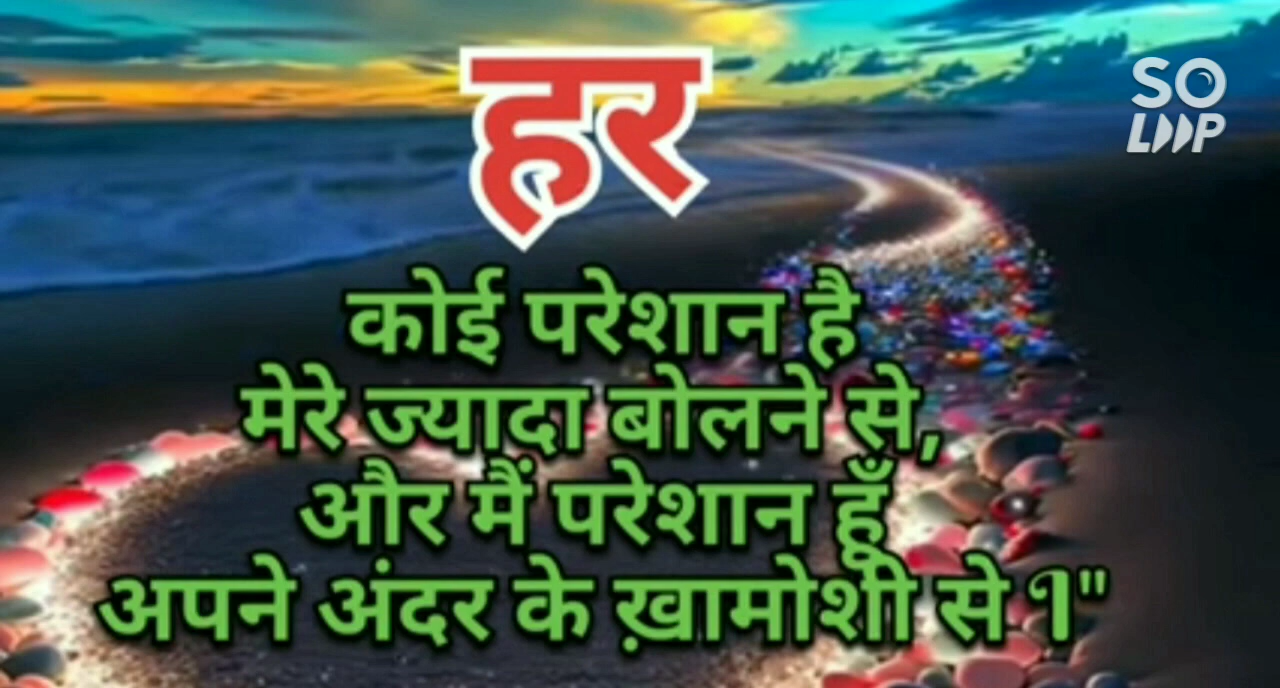 हर
SO
LOOP
कोई परेशान है
मेरे ज्यादा बोलने से,
और मैं परेशान हूँ
अपने अंदर के ख़ामोशी से 1"